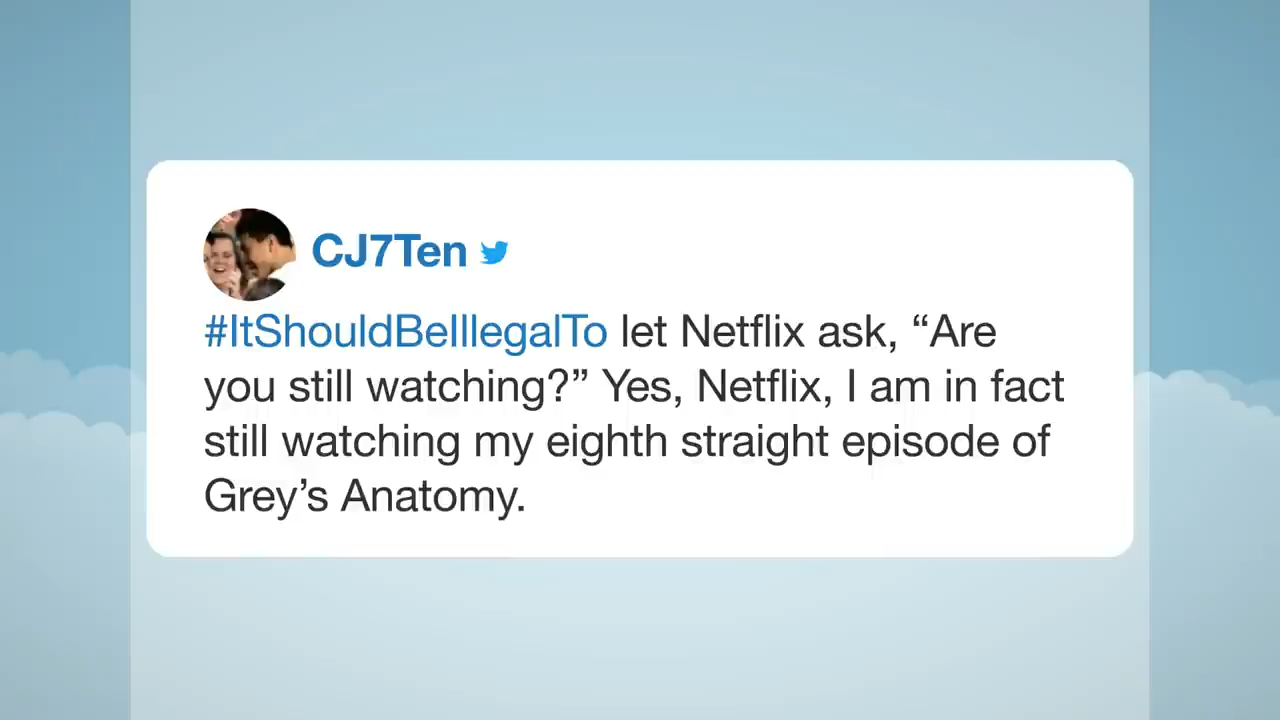 CJ7Ten
#ItShouldBeIllegalTo let Netflix ask, “Are
you still watching?” Yes, Netflix, I am in fact
still watching my eighth straight episode of
Grey’s Anatomy.